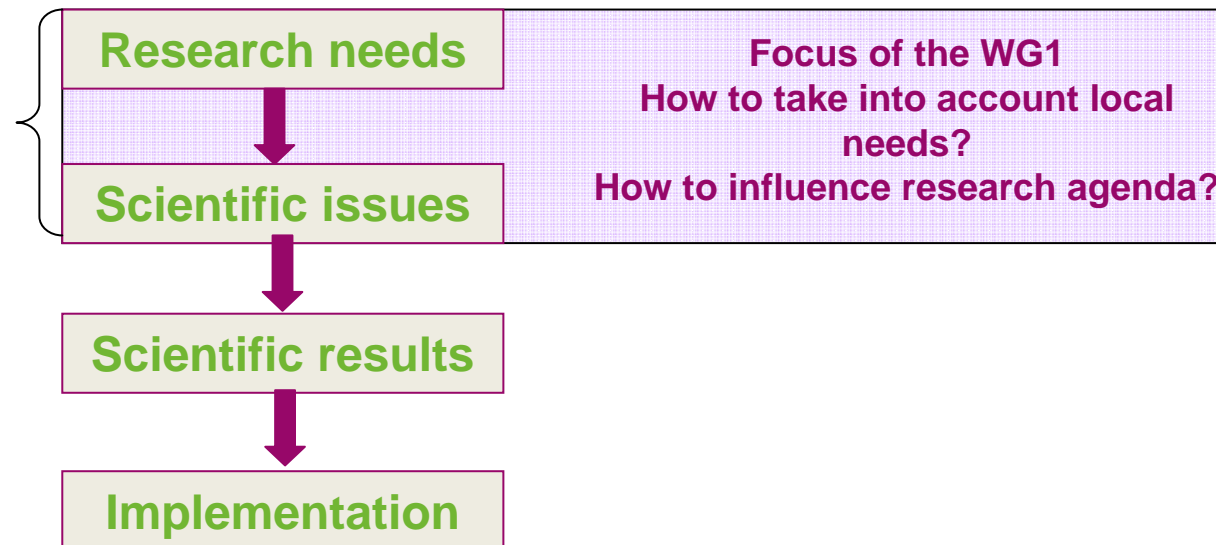 Research needs
Focus of the WG1
How to take into account local
needs?
How to influence research agenda?
Scientific issues
Scientific results
Implementation